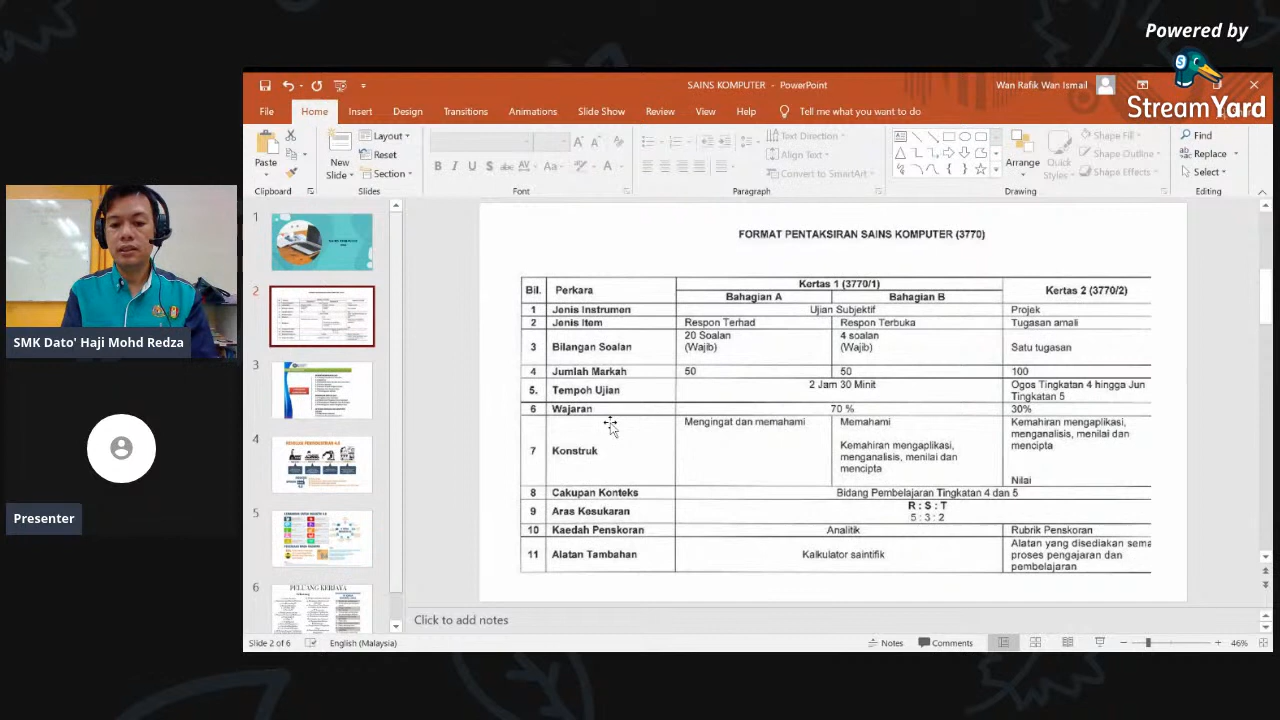 Powered by
StreamYard
SAINS KOMPUTER - PowerPoint
Wan Rafik Wan Ismail
File Home Insert Design Transitions Animations Slide Show Review View Help Tell me what you want to do
Paste
Clipboard
New Slide
Layout
Reset
Section
Slides
Font
Text Direction
Align Text
Convert to SmartArt
Paragraph
Arrange
Quick Styles
Shape Fill
Shape Outline
Shape Effects
Drawing
Find
Replace
Select
Editing
SMK Dato' Haji Mohd Redza
Presenter
1
2
3
4
5
6
PELUANG KERJAYA
FORMAT PENTAKSIRAN SAINS KOMPUTER (3770)
Bil. Perkara Kertas 1 (3770/1) Kertas 2 (3770/2)
Bahagian A Bahagian B
1 Jenis Instrumen Ujian Subjektif Projek
2 Jenis Item Respon Terhad Respon Terbuka Tugasan amali
3 Bilangan Soalan 20 Soalan (Wajib) 4 soalan (Wajib) Satu tugasan
4 Jumlah Markah 50 50 100
5. Tempoh Ujian 2 Jam 30 Minit Ogos Tingkatan 4 hingga Jun Tingkatan 5
6 Wajaran 70 % 30%
7 Konstruk Mengingat dan memahami Memahami
Kemahiran mengaplikasi, menganalisis, menilai dan mencipta
Kemahiran mengaplikasi, menganalisis, menilai dan mencipta
Nilai
8 Cakupan Konteks Bidang Pembelajaran Tingkatan 4 dan 5
9 Aras Kesukaran R : S : T
5 : 3 : 2
10 Kaedah Penskoran Analitik Rubrik Penskoran
11 Alatan Tambahan Kalkulator saintifik Alatan yang disediakan sema proses pengajaran dan pembelajaran
Click to add notes
Slide 2 of 6 English (Malaysia) Notes Comments 46%